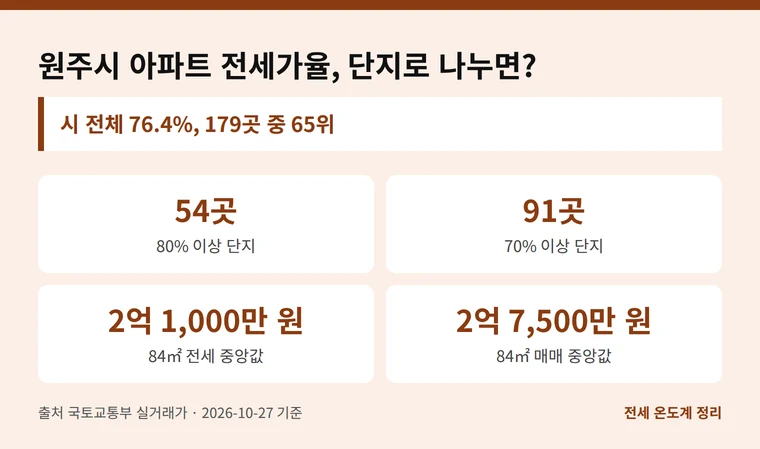 원주시 아파트 전세가율, 단지로 나누면?
시 전체 76.4%, 179곳 중 65위
54곳
80% 이상 단지
91곳
70% 이상 단지
2억 1,000만 원
84㎡ 전세 중앙값
2억 7,500만 원
84㎡ 매매 중앙값
출처 국토교통부 실거래가 · 2026-10-27 기준
전세 온도계 정리